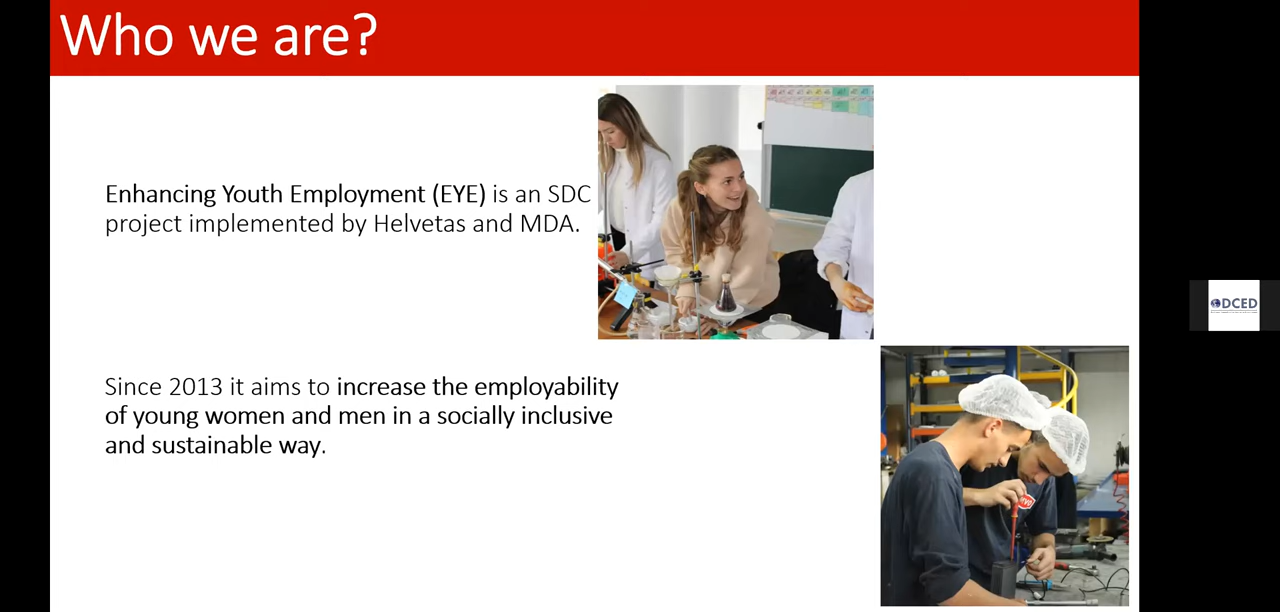 Who we are?
Enhancing Youth Employment (EYE) is an SDC
project implemented by Helvetas and MDA.
Since 2013 it aims to increase the employability
of young women and men in a socially inclusive
and sustainable way.
DCED